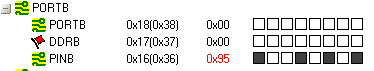 PORTB
PORTB 0x18(0x38) 0x00
DDRB 0x17(0x37) 0x00
PINB 0x16(0x36) 0x95